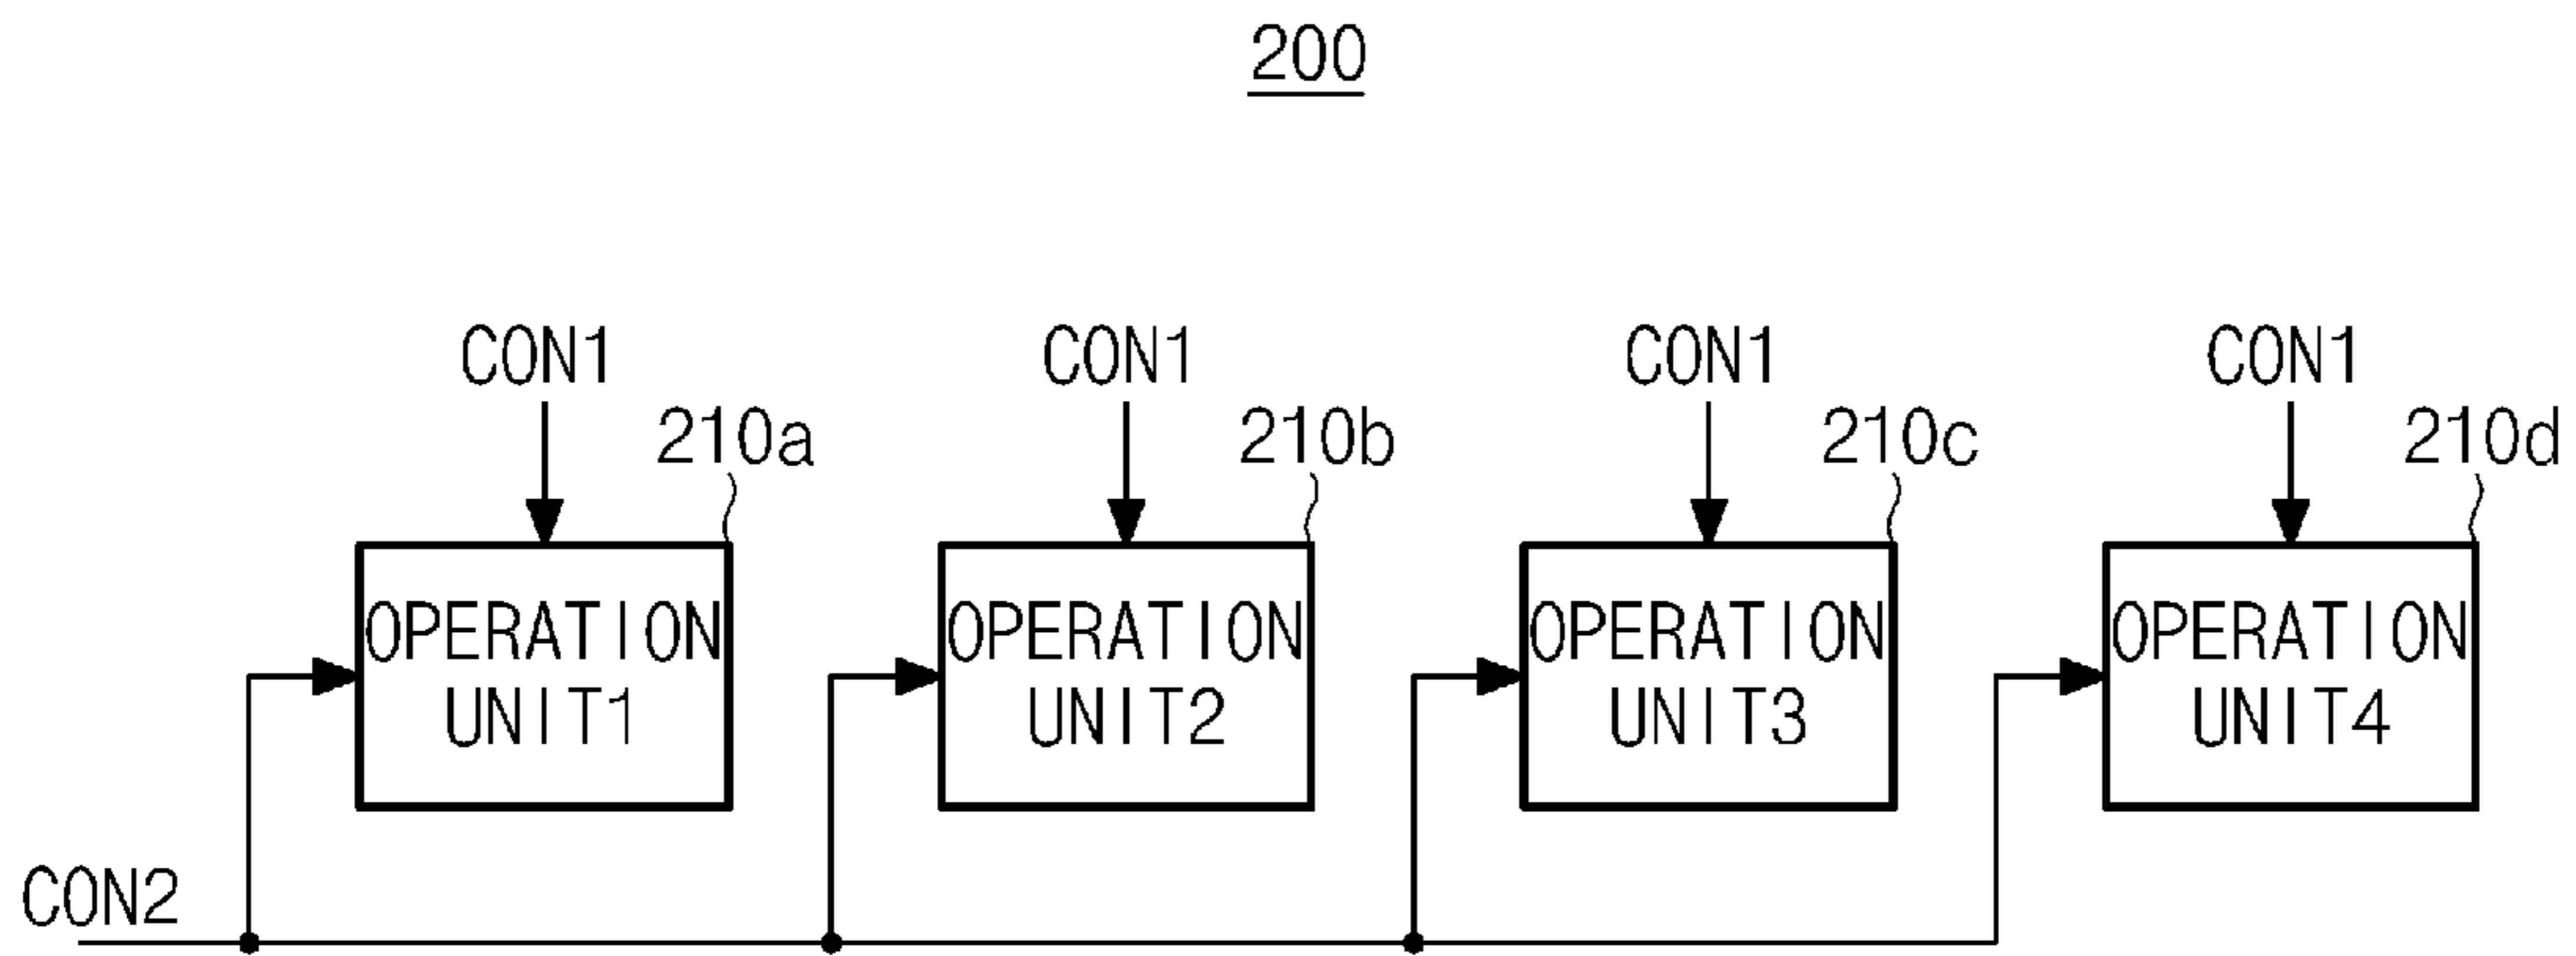 200
CON1 CON1 CON1 CON1
210a 210b 210c 210d
OPERATION OPERATION OPERATION OPERATION
UNIT1 UNIT2 UNIT3 UNIT4
CON2